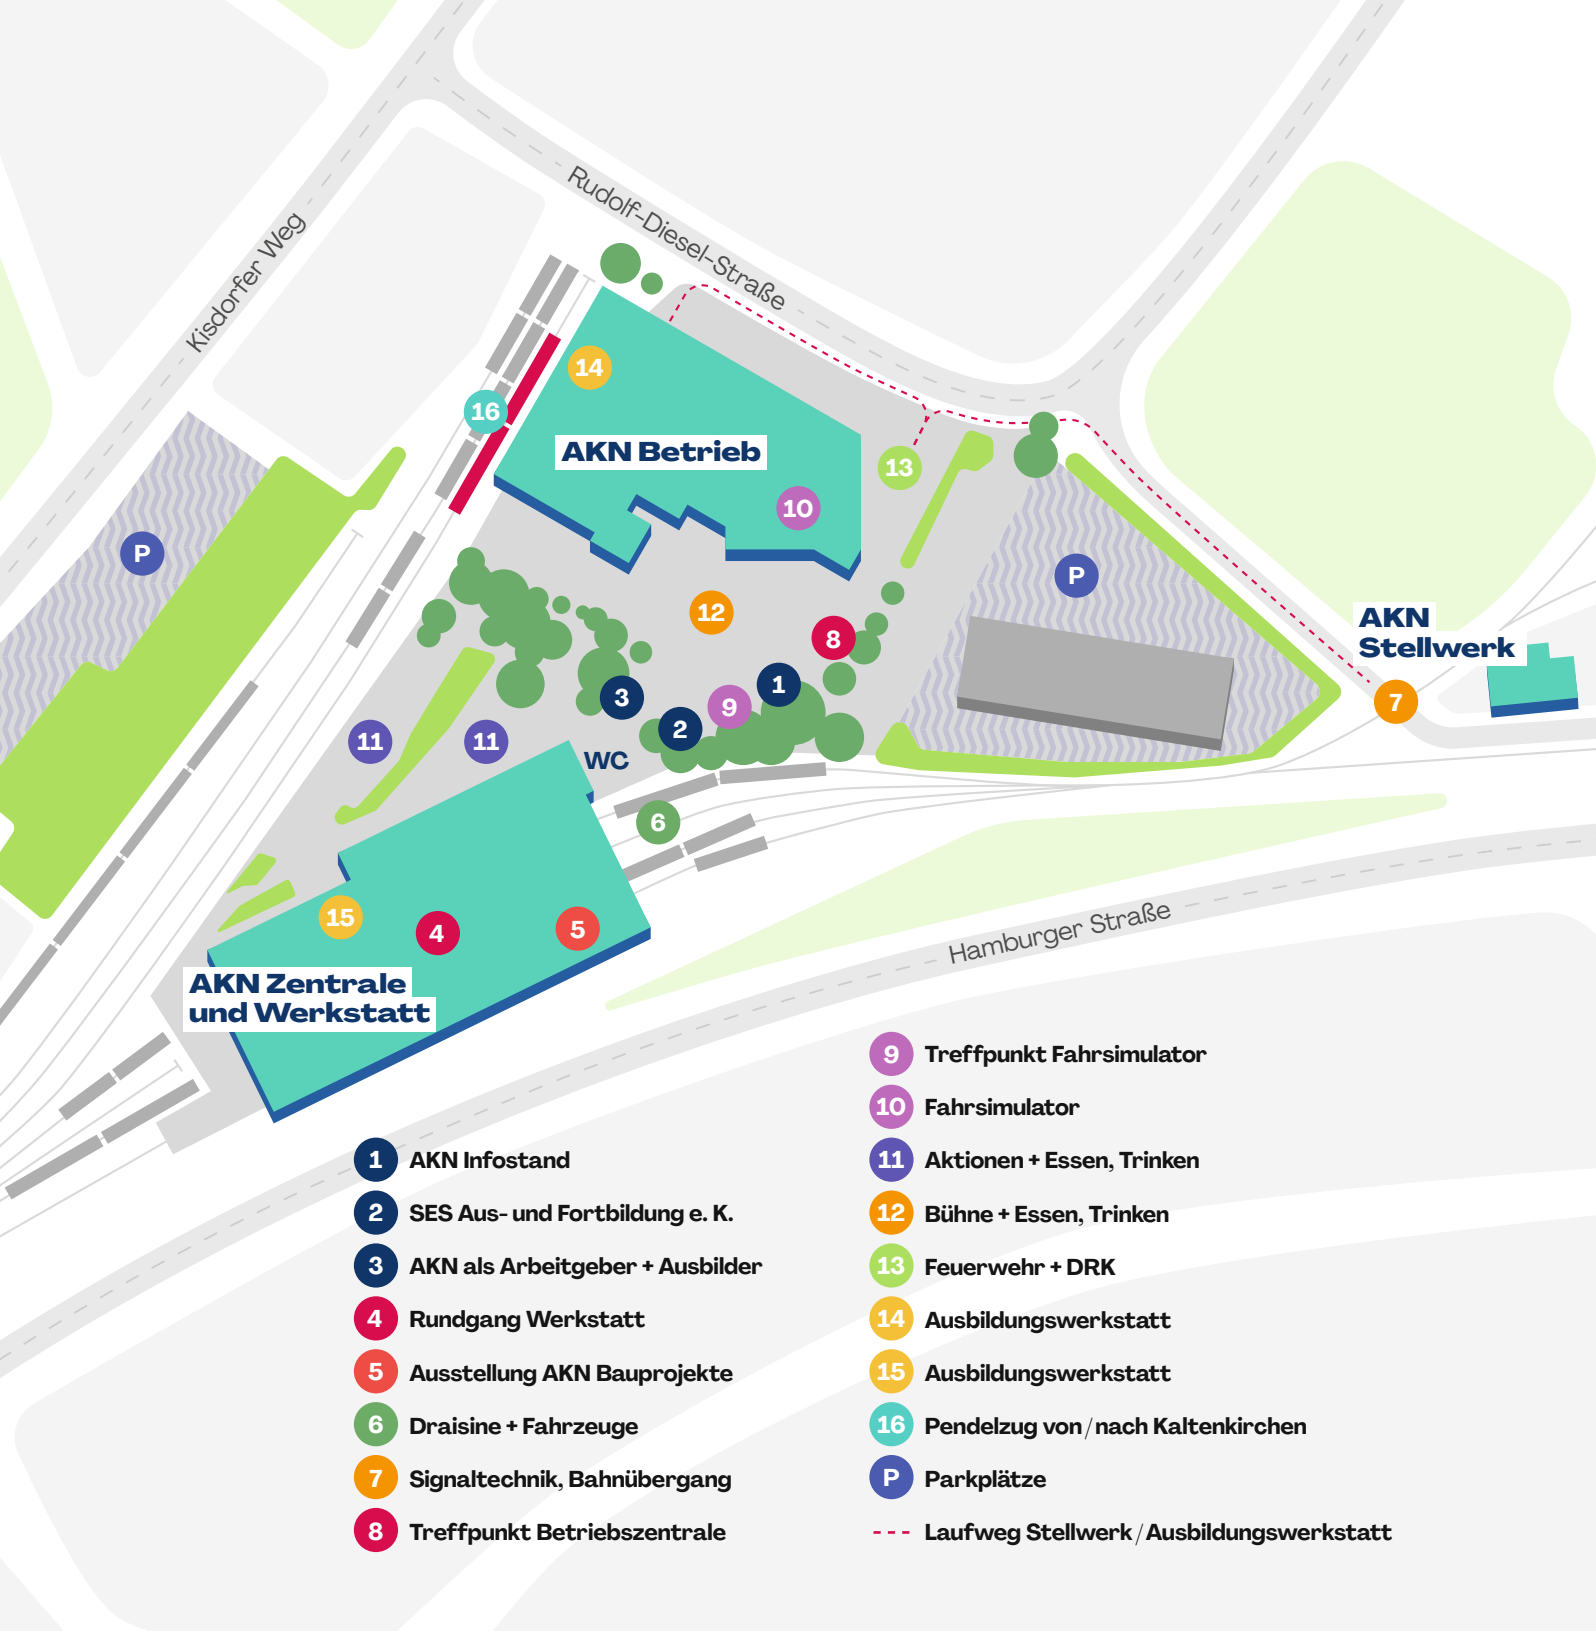 Rudolf-Diesel-Straße
Kisdorfer Weg
14
16
AKN Betrieb
13
10
P
P
12
AKN
Stellwerk
8
1
3
9
7
2
11
11
WC
6
15
4
5
Hamburger Straße
AKN Zentrale
und Werkstatt
1 AKN Infostand
2 SES Aus- und Fortbildung e. K.
3 AKN als Arbeitgeber + Ausbilder
4 Rundgang Werkstatt
5 Ausstellung AKN Bauprojekte
6 Draisine + Fahrzeuge
7 Signaltechnik, Bahnübergang
8 Treffpunkt Betriebszentrale
9 Treffpunkt Fahrsimulator
10 Fahrsimulator
11 Aktionen + Essen, Trinken
12 Bühne + Essen, Trinken
13 Feuerwehr + DRK
14 Ausbildungswerkstatt
15 Ausbildungswerkstatt
16 Pendelzug von/nach Kaltenkirchen
P Parkplätze
Laufweg Stellwerk/Ausbildungswerkstatt